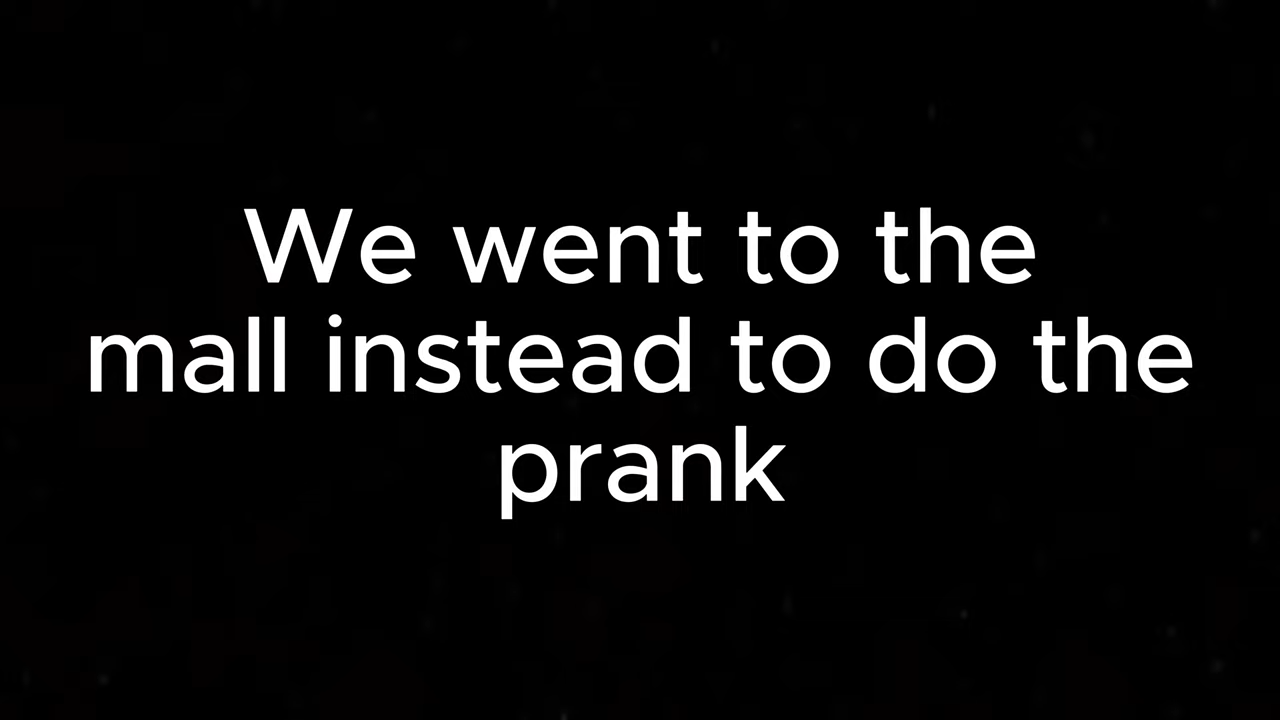 We went to the
mall instead to do the
prank